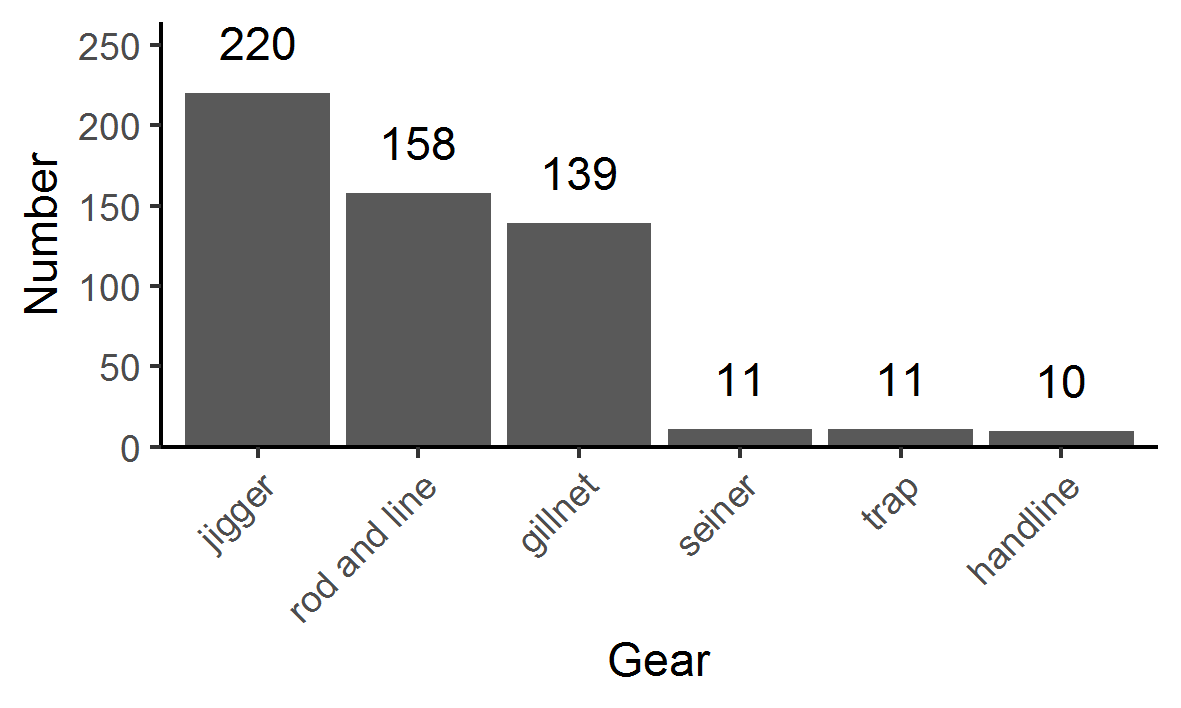 Number
250
200
150
100
50
0
220
158
139
11
11
10
jigger
rod and line
gillnet
seiner
trap
handline
Gear